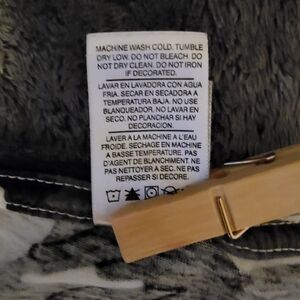 MACHINE WASH COLD. TUMBLE
DRY LOW. DO NOT BLEACH. DO
NOT DRY CLEAN. DO NOT IRON
IF DECORATED.
LAVAR EN LAVADORA CON AGUA
FRIA. SECAR EN SECADORA A
TEMPERATURA BAJA. NO USE
BLANQUEADOR. NO LAVAR EN
SECO. NO PLANCHAR SI HAY
DECORACION.
LAVER A LA MACHINE A L'EAU
FROIDE. SECHAGE EN MACHINE
A BASSE TEMPERATURE. PAS
D'AGENT DE BLANCHMENT. NE
PAS NETTOYER A SEC. NE PAS
REPASSER SI DECORE.